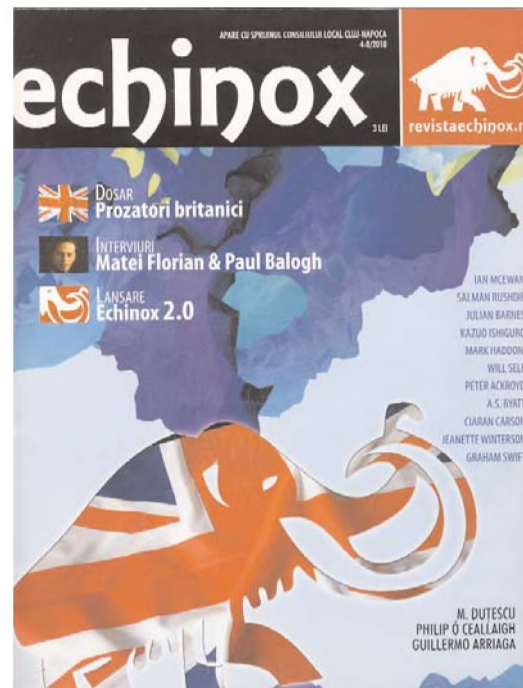 APARE CU SPRIJINUL CONSILIULUI LOCAL CLUJ-NAPOCA
4-8/2010
echinox
3 LEI
revistaechinox.r
DOSAR
Prozatori britanici
INTERVIURI
Matei Florian & Paul Balogh
LANSARE
Echinox 2.0
IAN MCEWAN
SALMAN RUSHDIE
JULIAN BARNES
KAZUO ISHIGURO
MARK HADDON
WILL SELF
PETER ACKROYD
A.S. BYATT
CIARAN CARSON
JEANETTE WINTERSON
GRAHAM SWIFT
M. DUTESCU
PHILIP Ó CEALLAIGH
GUILLERMO ARRIAGA